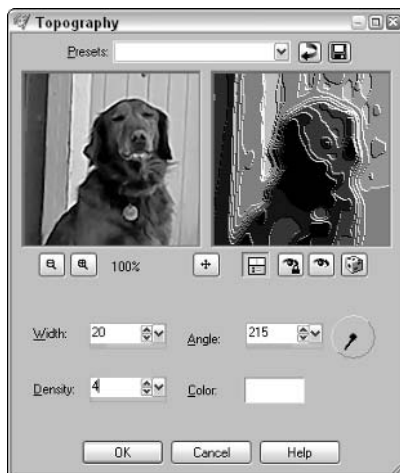 Topography
Presets:
100%
Width: 20 Angle: 215
Density: 4 Color:
OK Cancel Help